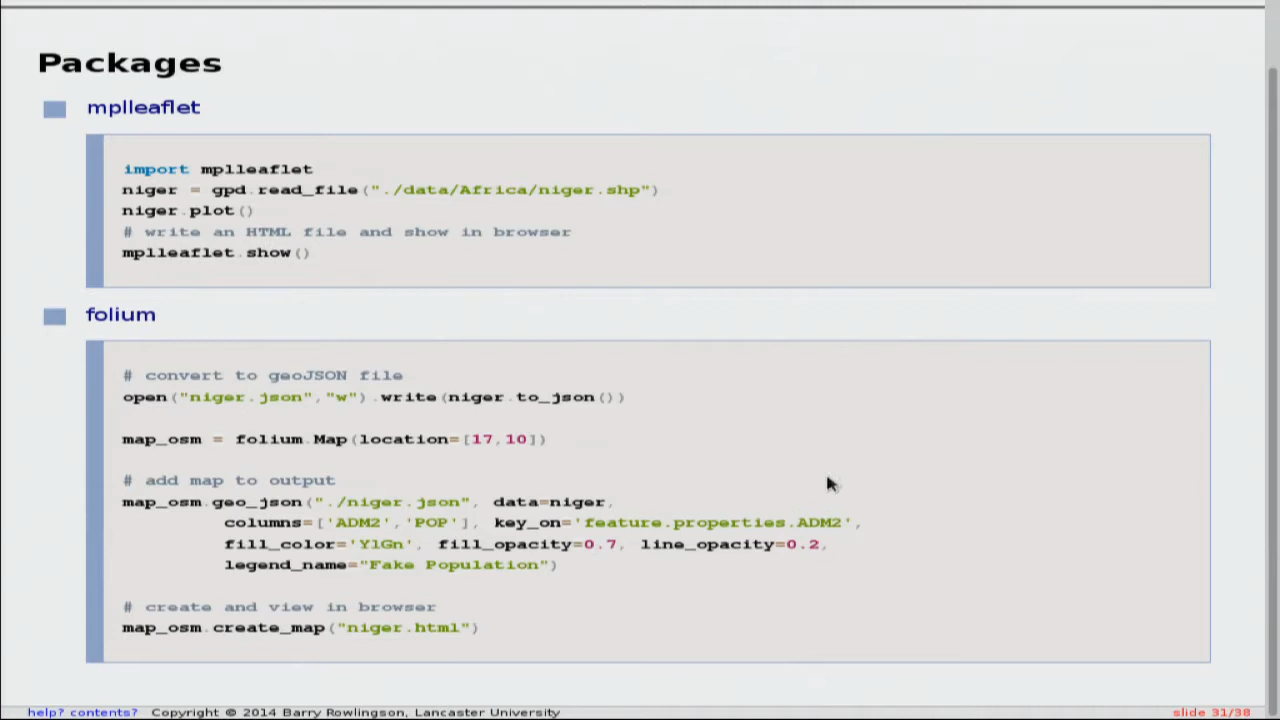 Packages
mplleaflet
import mplleaflet
niger = gpd.read_file("./data/Africa/niger.shp")
niger.plot()
# write an HTML file and show in browser
mplleaflet.show()
folium
# convert to geoJSON file
open("niger.json","w").write(niger.to_json())
map_osm = folium.Map(location=[17,10])
# add map to output
map_osm.geo_json("./niger.json", data=niger,
columns=['ADM2','POP'], key_on='feature.properties.ADM2',
fill_color='YlGn', fill_opacity=0.7, line_opacity=0.2,
legend_name="Fake Population")
# create and view in browser
map_osm.create_map("niger.html")
help? contents? Copyright © 2014 Barry Rowlingson, Lancaster University slide 31/38